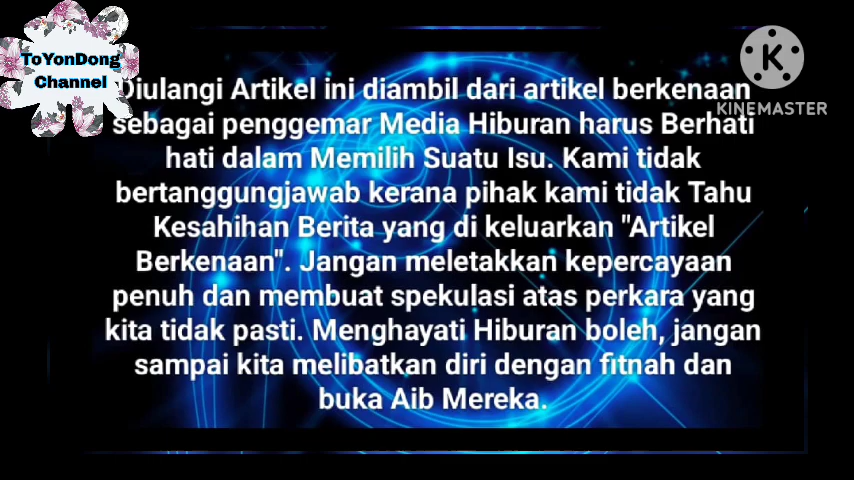 ToYonDong
Channel
KINEMASTER
Diulangi Artikel ini diambil dari artikel berkenaan
sebagai penggemar Media Hiburan harus Berhati
hati dalam Memilih Suatu Isu. Kami tidak
bertanggungjawab kerana pihak kami tidak Tahu
Kesahihan Berita yang di keluarkan "Artikel
Berkenaan". Jangan meletakkan kepercayaan
penuh dan membuat spekulasi atas perkara yang
kita tidak pasti. Menghayati Hiburan boleh, jangan
sampai kita melibatkan diri dengan fitnah dan
buka Aib Mereka.